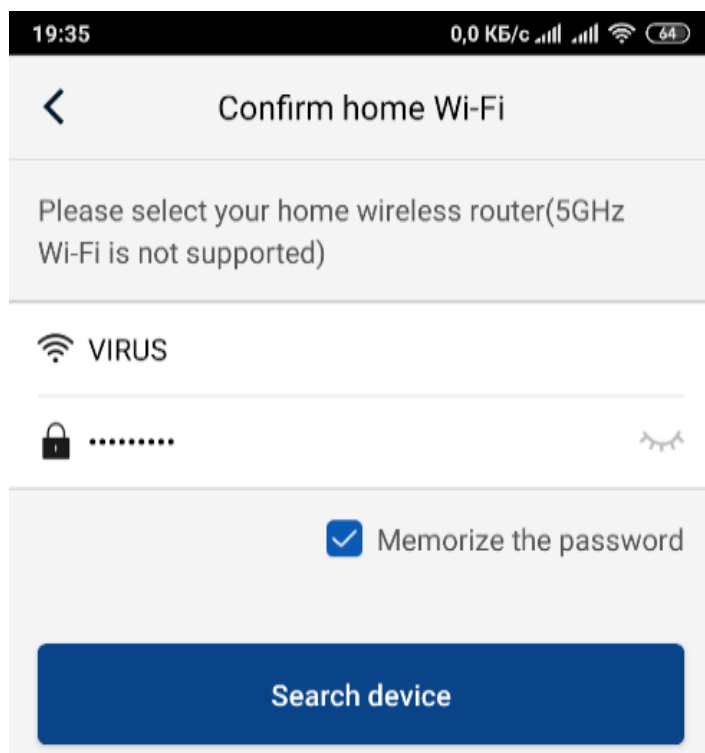 19:35 0,0 КБ/с 64
Confirm home Wi-Fi
Please select your home wireless router(5GHz
Wi-Fi is not supported)
VIRUS
•••••••••
Memorize the password
Search device